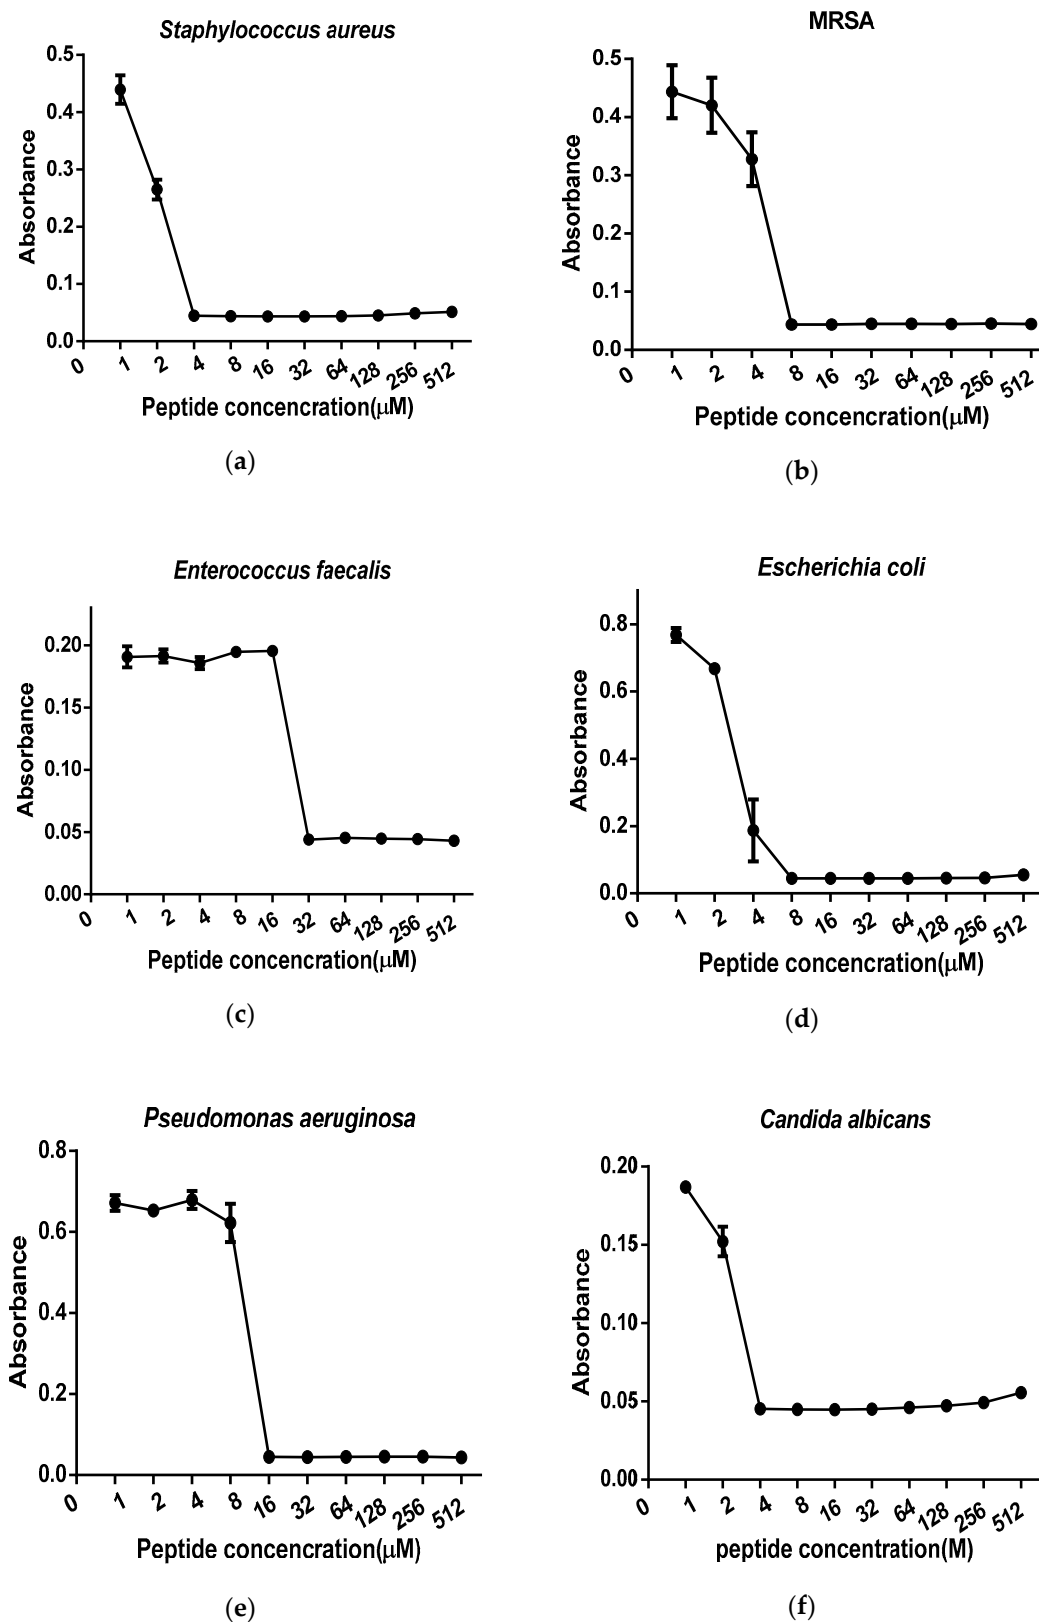 Staphylococcus aureus
0.5
0.4
0.3
0.2
0.1
0.0
Absorbance
0 1 2 4 8 16 32 64 128 256 512
Peptide concencration(μM)
(a)
MRSA
0.5
0.4
0.3
0.2
0.1
0.0
Absorbance
0 1 2 4 8 16 32 64 128 256 512
Peptide concencration(μM)
(b)
Enterococcus faecalis
0.20
0.15
0.10
0.05
0.00
Absorbance
0 1 2 4 8 16 32 64 128 256 512
Peptide concencration(μM)
(c)
Escherichia coli
0.8
0.6
0.4
0.2
0.0
Absorbance
0 1 2 4 8 16 32 64 128 256 512
Peptide concencration(μM)
(d)
Pseudomonas aeruginosa
0.8
0.6
0.4
0.2
0.0
Absorbance
0 1 2 4 8 16 32 64 128 256 512
Peptide concencration(μM)
(e)
Candida albicans
0.20
0.15
0.10
0.05
0.00
Absorbance
0 1 2 4 8 16 32 64 128 256 512
peptide concentration(M)
(f)